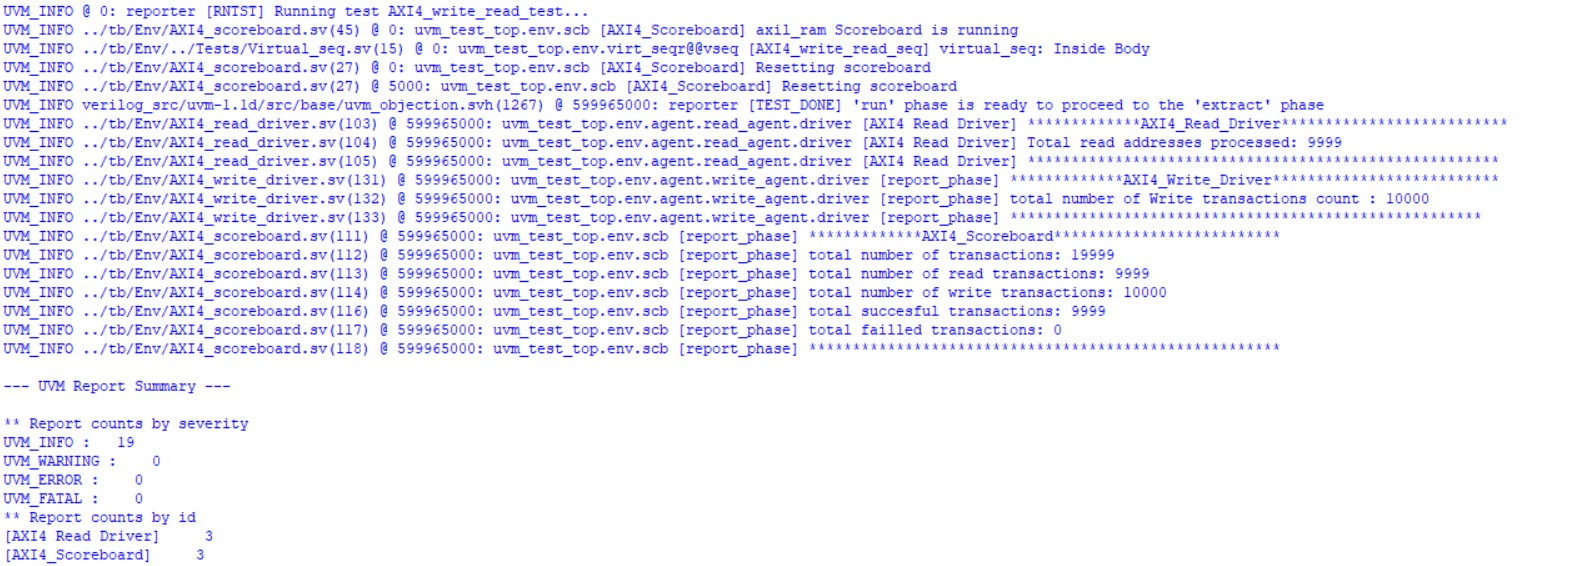 UVM_INFO @ 0: reporter [RNTST] Running test AXI4_write_read_test...
UVM_INFO ../tb/Env/AXI4_scoreboard.sv(45) @ 0: uvm_test_top.env.scb [AXI4_Scoreboard] axil_ram Scoreboard is running
UVM_INFO ../tb/Env/../Tests/Virtual_seq.sv(15) @ 0: uvm_test_top.env.virt_seqr@@vseq [AXI4_write_read_seq] virtual_seq: Inside Body
UVM_INFO ../tb/Env/AXI4_scoreboard.sv(27) @ 0: uvm_test_top.env.scb [AXI4_Scoreboard] Resetting scoreboard
UVM_INFO ../tb/Env/AXI4_scoreboard.sv(27) @ 5000: uvm_test_top.env.scb [AXI4_Scoreboard] Resetting scoreboard
UVM_INFO verilog_src/uvm-1.1d/src/base/uvm_objection.svh(1267) @ 599965000: reporter [TEST_DONE] 'run' phase is ready to proceed to the 'extract' phase
UVM_INFO ../tb/Env/AXI4_read_driver.sv(103) @ 599965000: uvm_test_top.env.agent.read_agent.driver [AXI4 Read Driver] *************AXI4_Read_Driver**************************
UVM_INFO ../tb/Env/AXI4_read_driver.sv(104) @ 599965000: uvm_test_top.env.agent.read_agent.driver [AXI4 Read Driver] Total read addresses processed: 9999
UVM_INFO ../tb/Env/AXI4_read_driver.sv(105) @ 599965000: uvm_test_top.env.agent.read_agent.driver [AXI4 Read Driver] ******************************************************
UVM_INFO ../tb/Env/AXI4_write_driver.sv(131) @ 599965000: uvm_test_top.env.agent.write_agent.driver [report_phase] *************AXI4_Write_Driver**************************
UVM_INFO ../tb/Env/AXI4_write_driver.sv(132) @ 599965000: uvm_test_top.env.agent.write_agent.driver [report_phase] total number of Write transactions count : 10000
UVM_INFO ../tb/Env/AXI4_write_driver.sv(133) @ 599965000: uvm_test_top.env.agent.write_agent.driver [report_phase] ******************************************************
UVM_INFO ../tb/Env/AXI4_scoreboard.sv(111) @ 599965000: uvm_test_top.env.scb [report_phase] *************AXI4_Scoreboard**************************
UVM_INFO ../tb/Env/AXI4_scoreboard.sv(112) @ 599965000: uvm_test_top.env.scb [report_phase] total number of transactions: 19999
UVM_INFO ../tb/Env/AXI4_scoreboard.sv(113) @ 599965000: uvm_test_top.env.scb [report_phase] total number of read transactions: 9999
UVM_INFO ../tb/Env/AXI4_scoreboard.sv(114) @ 599965000: uvm_test_top.env.scb [report_phase] total number of write transactions: 10000
UVM_INFO ../tb/Env/AXI4_scoreboard.sv(116) @ 599965000: uvm_test_top.env.scb [report_phase] total succesful transactions: 9999
UVM_INFO ../tb/Env/AXI4_scoreboard.sv(117) @ 599965000: uvm_test_top.env.scb [report_phase] total failled transactions: 0
UVM_INFO ../tb/Env/AXI4_scoreboard.sv(118) @ 599965000: uvm_test_top.env.scb [report_phase] ******************************************************
--- UVM Report Summary ---
** Report counts by severity
UVM_INFO :   19
UVM_WARNING :    0
UVM_ERROR :    0
UVM_FATAL :    0
** Report counts by id
[AXI4 Read Driver]     3
[AXI4_Scoreboard]     3